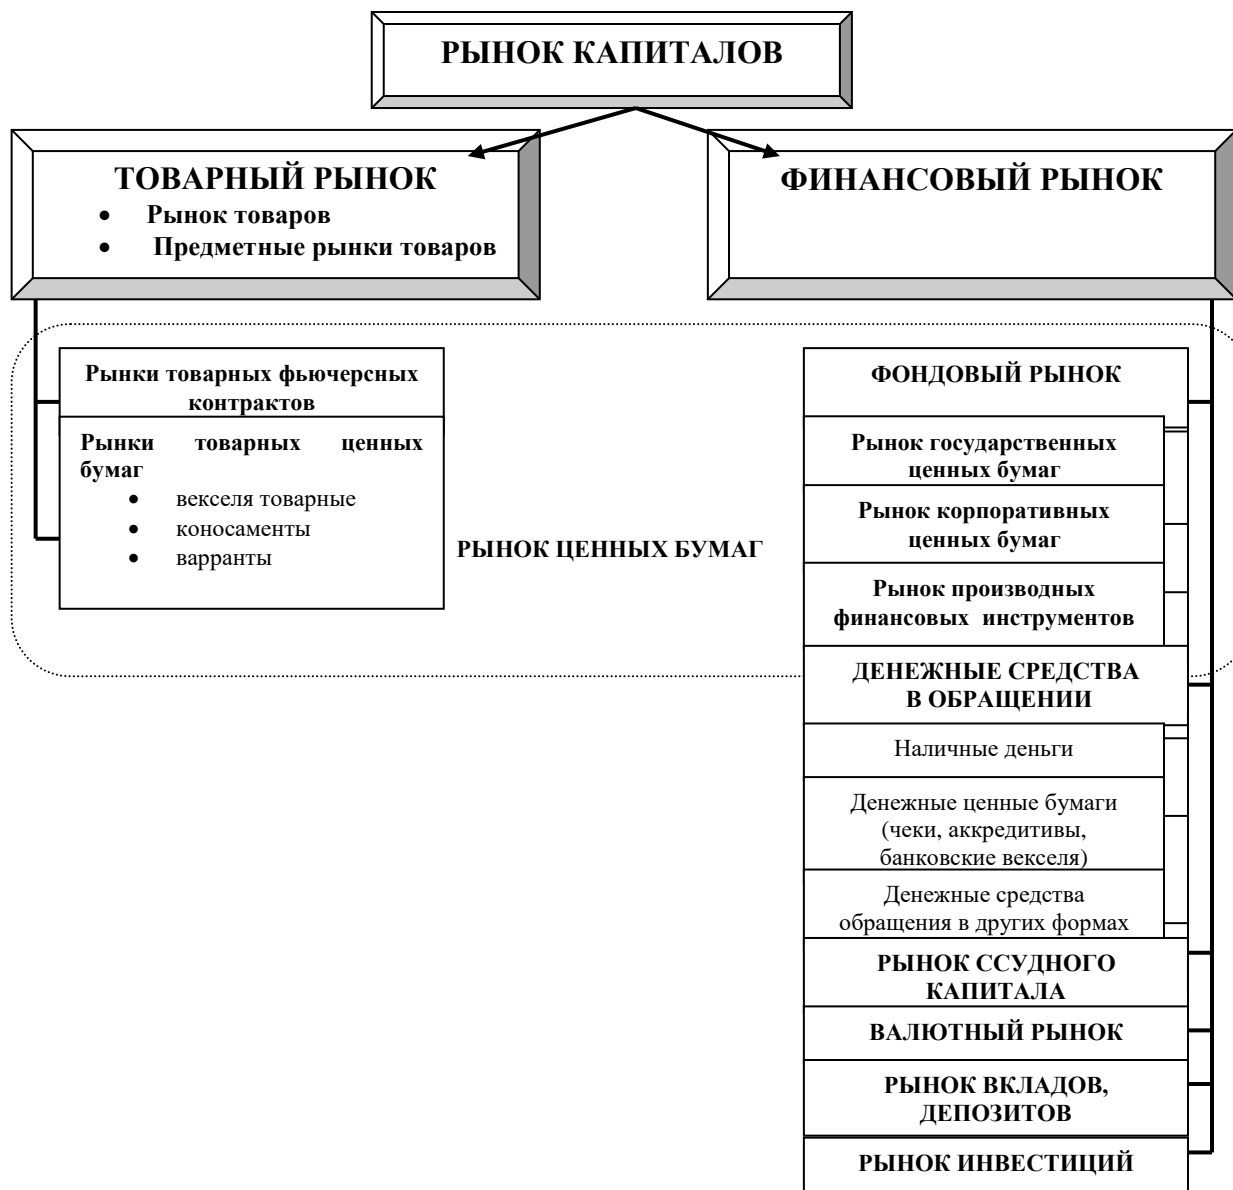 РЫНОК КАПИТАЛОВ
ТОВАРНЫЙ РЫНОК
• Рынок товаров
• Предметные рынки товаров
ФИНАНСОВЫЙ РЫНОК
Рынки товарных фьючерсных
контрактов
Рынки товарных ценных
бумаг
• векселя товарные
• коносаменты
• варранты
РЫНОК ЦЕННЫХ БУМАГ
ФОНДОВЫЙ РЫНОК
Рынок государственных
ценных бумаг
Рынок корпоративных
ценных бумаг
Рынок производных
финансовых инструментов
ДЕНЕЖНЫЕ СРЕДСТВА
В ОБРАЩЕНИИ
Наличные деньги
Денежные ценные бумаги
(чеки, аккредитивы,
банковские векселя)
Денежные средства
обращения в других формах
РЫНОК ССУДНОГО
КАПИТАЛА
ВАЛЮТНЫЙ РЫНОК
РЫНОК ВКЛАДОВ,
ДЕПОЗИТОВ
РЫНОК ИНВЕСТИЦИЙ